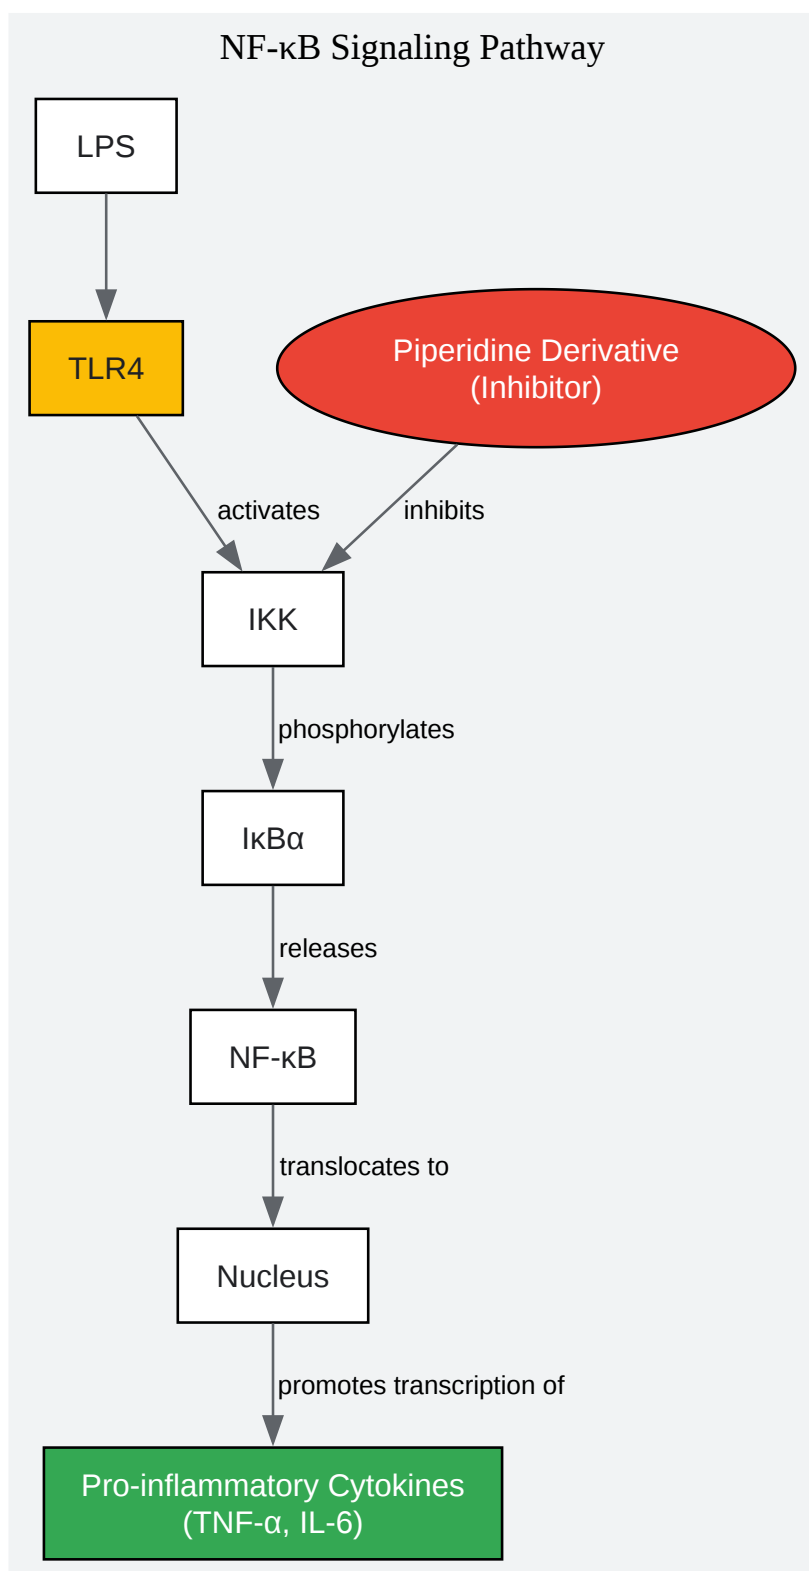 NF-κB Signaling Pathway
LPS
TLR4
Piperidine Derivative
(Inhibitor)
activates
inhibits
IKK
phosphorylates
IκBα
releases
NF-κB
translocates to
Nucleus
promotes transcription of
Pro-inflammatory Cytokines
(TNF-α, IL-6)